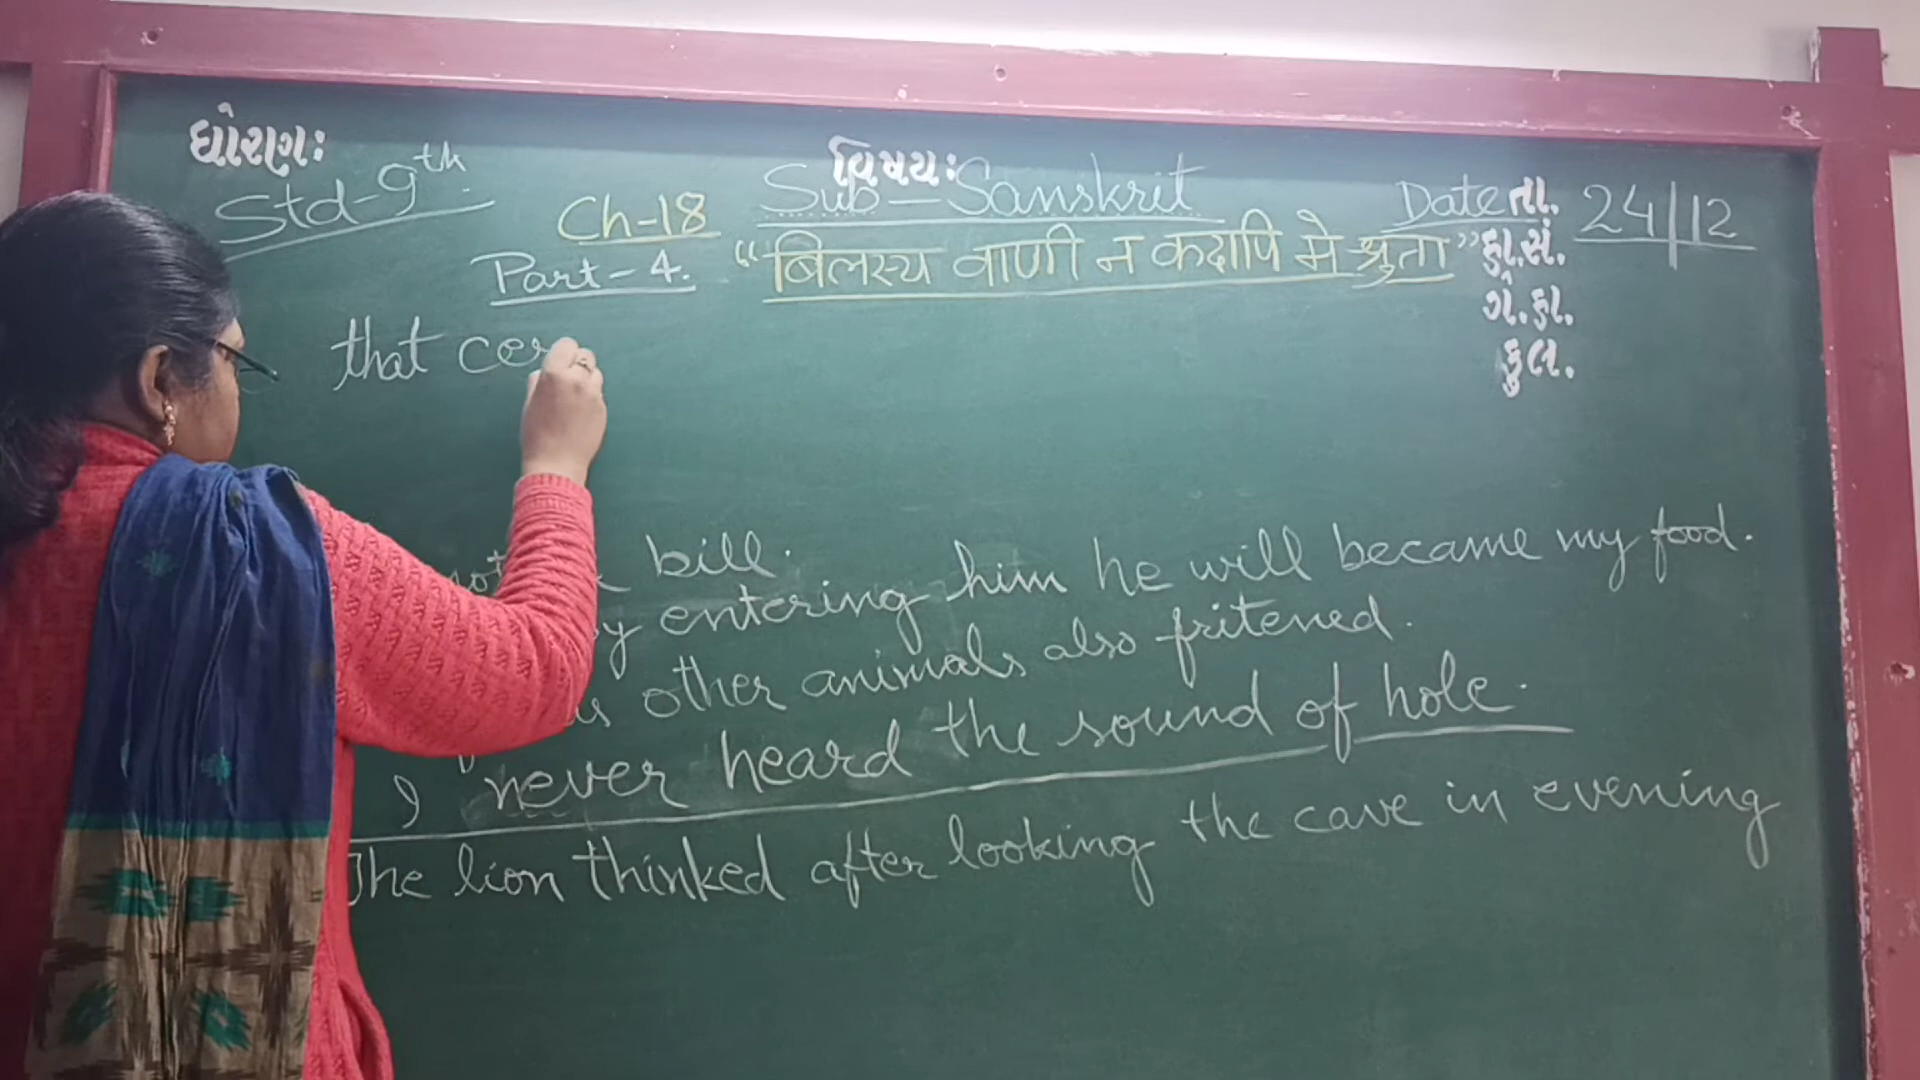 ધોરણઃ
Std-9th
વિષયઃ
Sub - Sanskrit
Date તા. 24/12
Ch-18
Part-4.
“बिलस्य वाणी न कदापि मे श्रुता”
હા.સં.
ગે.હા.
કુલ.
that cer
bill.
entering him he will became my food.
other animals also fritened.
I never heard the sound of hole.
The lion thinked after looking the cave in evening